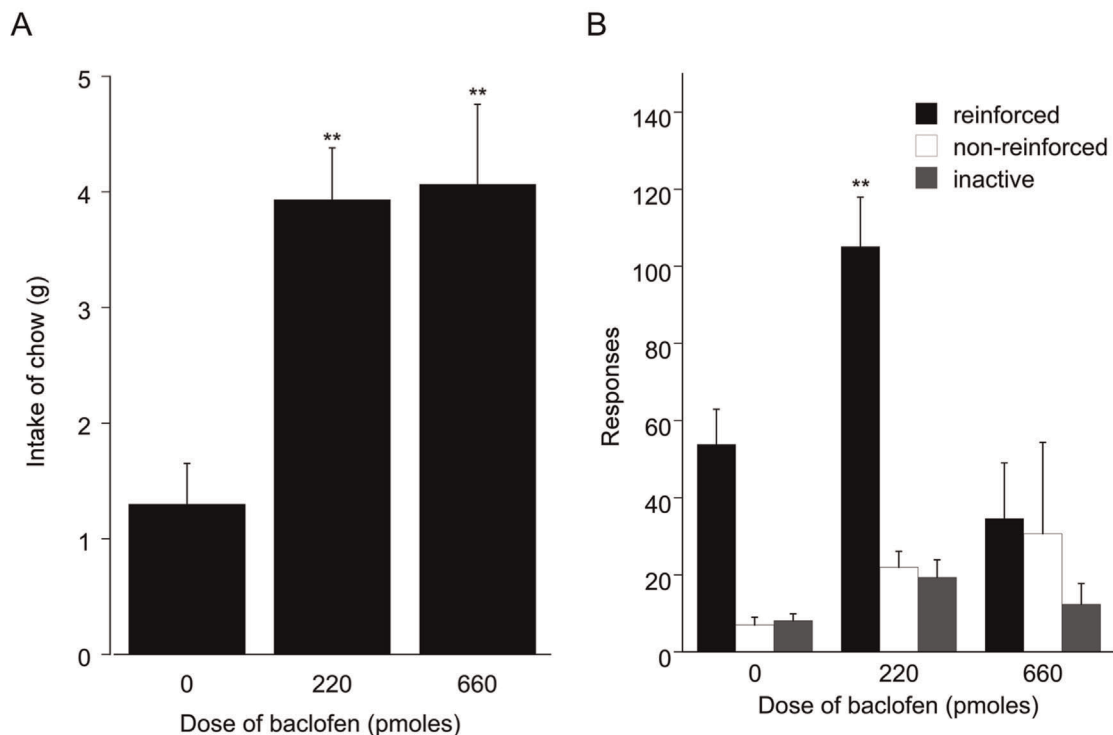 A
5
4
3
2
1
0
Intake of chow (g)
**
**
0 220 660
Dose of baclofen (pmoles)
B
140
120
100
80
60
40
20
0
Responses
reinforced
non-reinforced
inactive
**
0 220 660
Dose of baclofen (pmoles)